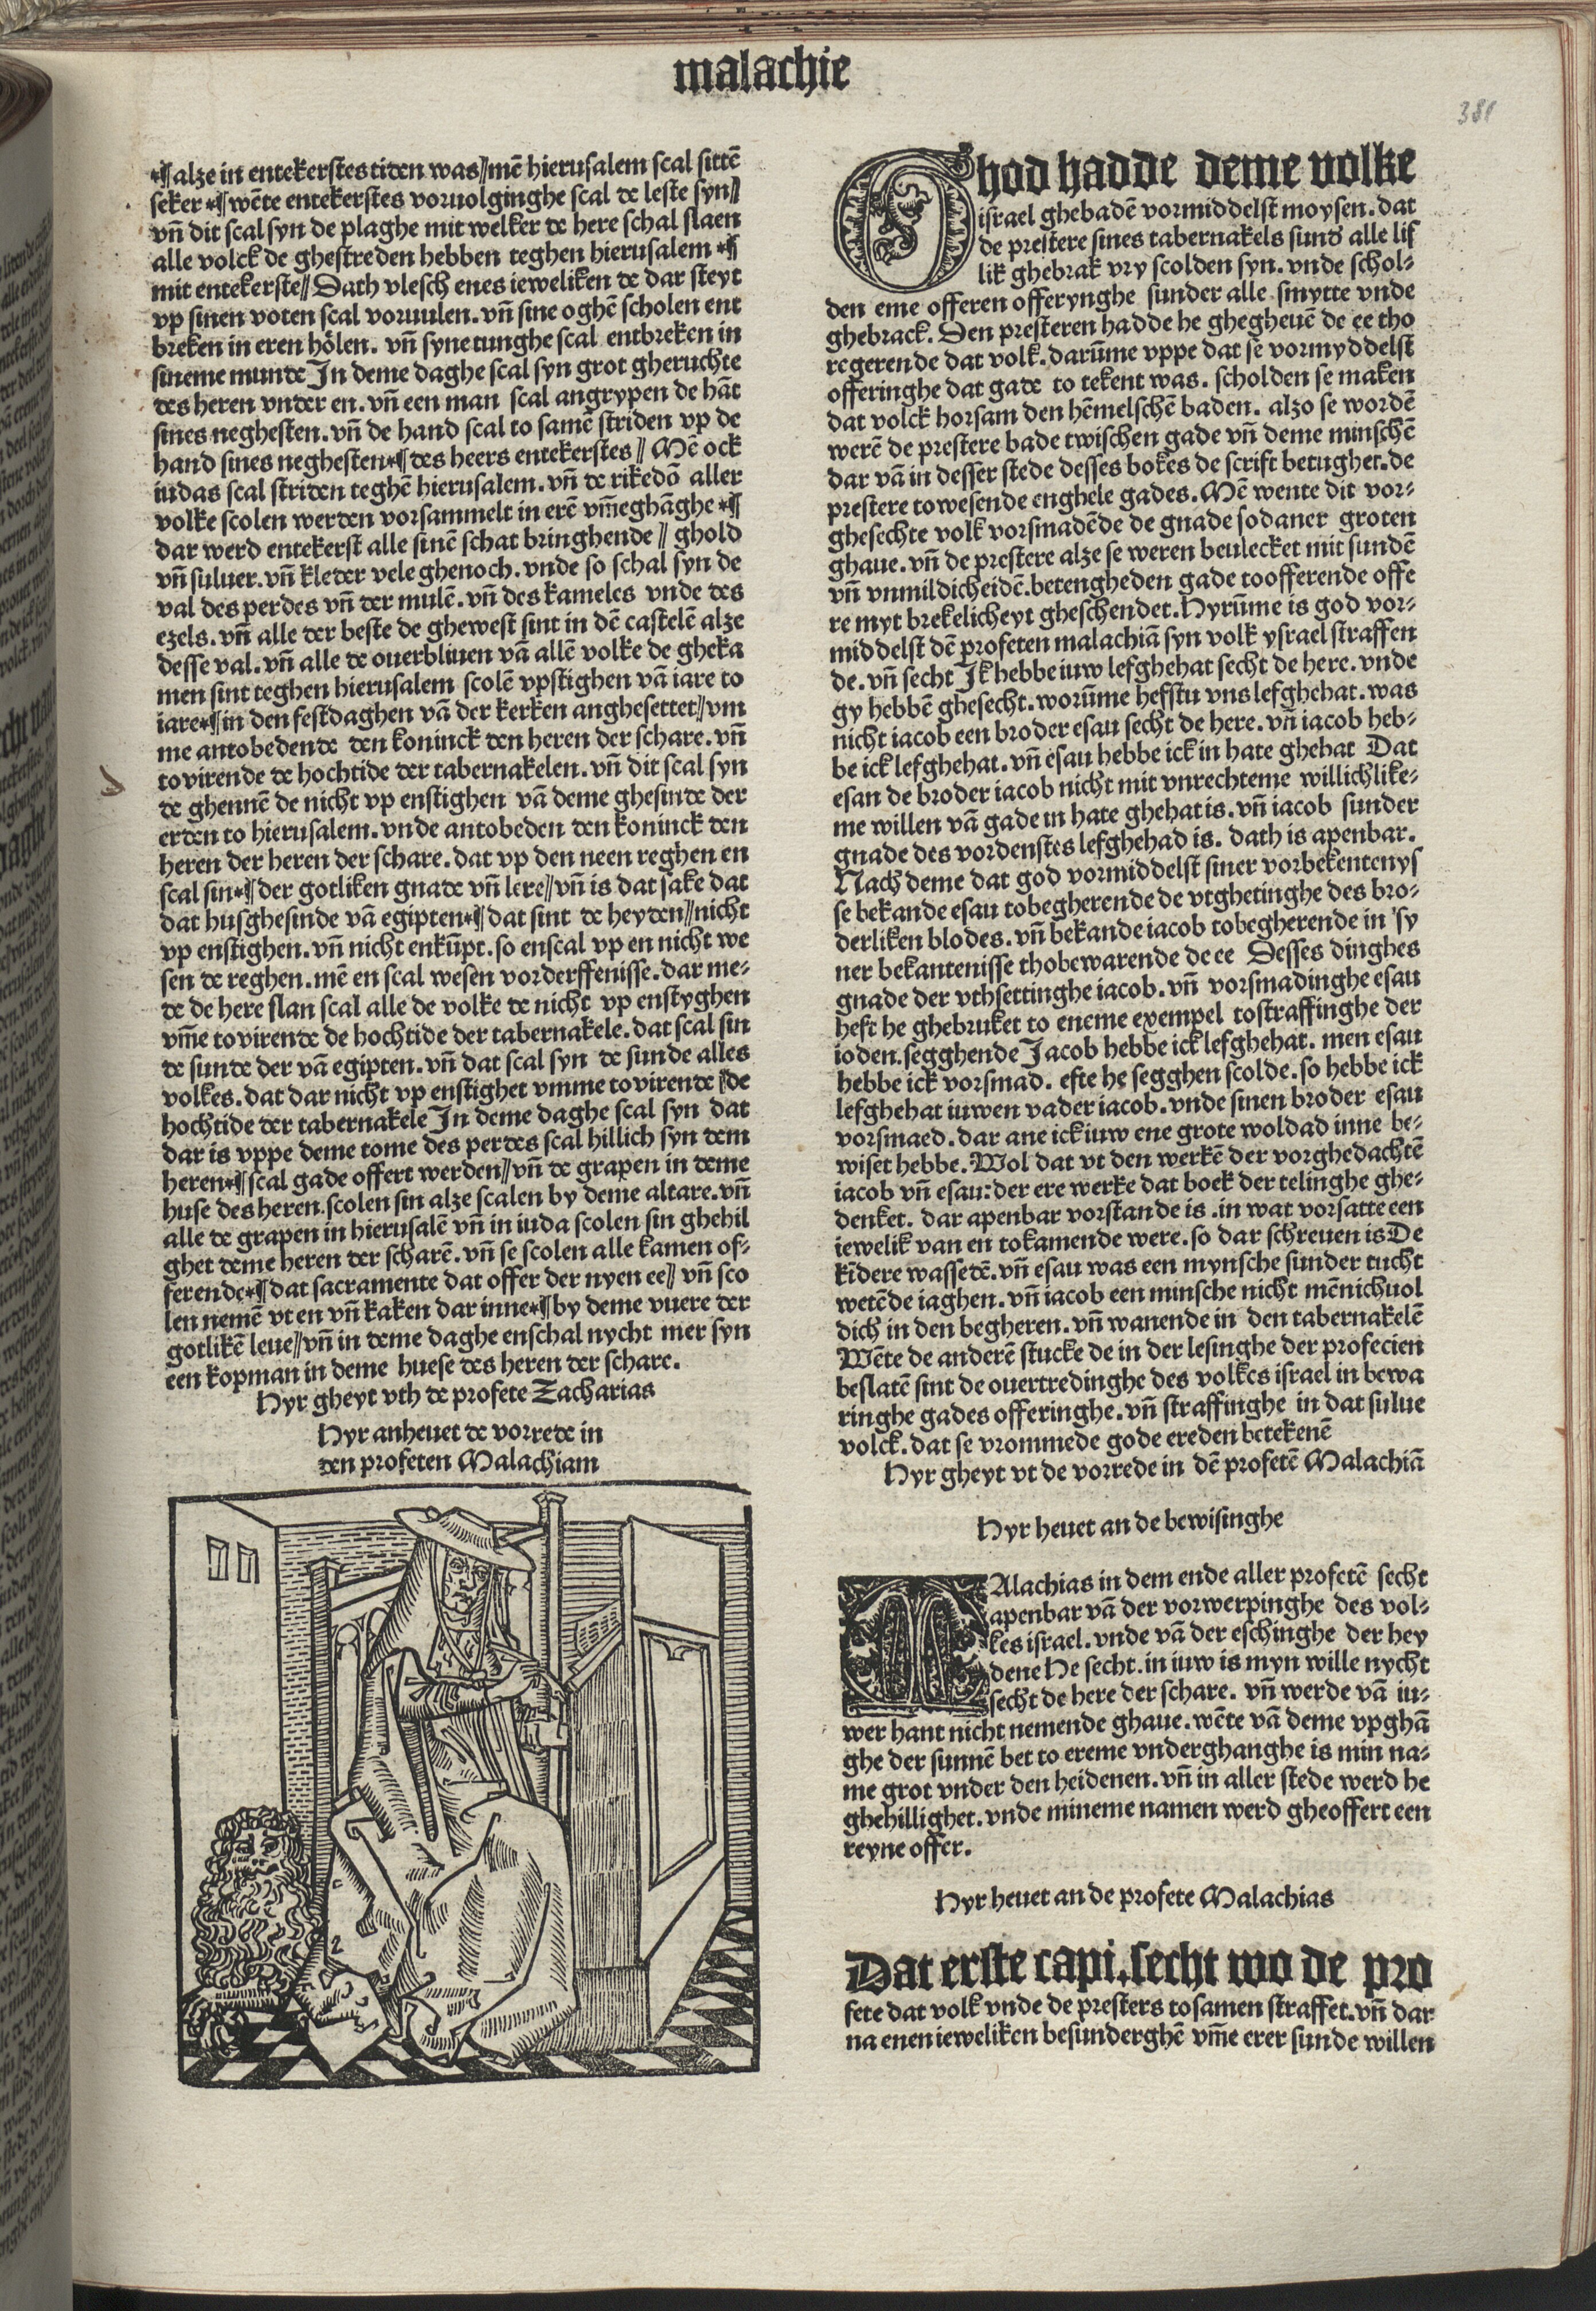 malachie
381
*¶ alze in entekerstes tiden was// mē hierusalem scal sittē
seker *¶ wēte entekerstes voruolginghe scal de leste syn//
vñ dit scal syn de plaghe mit welker de here schal slaen
alle volck de ghestreden hebben teghen hierusalem *¶
mit entekerste// Dath vlesch enes ieweliken de dar steyt
vp sinen voten scal voruulen. vñ sine oghē scholen ent
breken in eren hölen. vñ syne tunghe scal entbreken in
sineme munde In deme daghe scal syn grot gheruchte
des heren vnder en. vñ een man scal angrypen de hāt
sines neghesten. vñ de hand scal to samē striden vp de
hand sines neghesten*¶ des heers entekerstes// Mē ock
iudas scal striden teghē hierusalem. vñ de rikedō aller
volke scolen werden vorsammelt in erē vm̄eghāghe *¶
dar werd entekerst alle sinē schat bringhende // ghold
vñ suluer. vñ kleder vele ghenoch. vnde so schal syn de
val des perdes vñ der mulē. vñ des kameles vnde des
ezels. vñ alle der beste de ghewest sint in dē castelē alze
desse val. vñ alle de ouerbliuen vā allē volke de gheka
men sint teghen hierusalem scolē vpstighen vā iare to
iare*¶ in den festdaghen vā der kerken anghesettet// vm
me antobedende den koninck den heren der schare. vñ
tovirende de hochtide der tabernakelen. vñ dit scal syn
de ghennē de nicht vp enstighen vā deme ghesinde der
erden to hierusalem. vnde antobeden den koninck den
heren der heren der schare. dat vp den neen reghen en
scal sin*¶ der gotliken gnade vñ lere// vñ is dat sake dat
dat husghesinde vā egipten*¶ dat sint de heyden// nicht
vp enstighen. vñ nicht enkūpt. so enscal vp en nicht we
sen de reghen. mē en scal wesen vorderffenisse. dar me-
de de here slan scal alle de volke de nicht vp enstyghen
vm̄e tovirende de hochtide der tabernakele. dat scal sin
de sunde der vā egipten. vñ dat scal syn de sunde alles
volkes. dat dar nicht vp enstighet vmme tovirende de
hochtide der tabernakele In deme daghe scal syn dat
dar is vppe deme tome des perdes scal hillich syn dem
heren*¶ scal gade offert werden// vñ de grapen in deme
huse des heren scolen sin alze scalen by deme altare. vñ
alle de grapen in hierusalē vñ in iuda scolen sin ghehil
ghet deme heren der scharē. vñ se scolen alle kamen of-
ferende*¶ dat sacramente dat offer der nyen ee// vñ sco
len nemē vt en vñ kaken dar inne*¶ by deme vuere der
gotlikē leue// vñ in deme daghe enschal nycht mer syn
een kopman in deme huese des heren der schare.
Hyr gheyt vth de profete Zacharias
Hyr anheuet de vorrede in
den profeten Malachiam
Ghod hadde deme volke
israel ghebadē vormiddelst moysen. dat
de prestere sines tabernakels sund' alle lif
lik ghebrak vry scolden syn. vnde schol-
den eme offeren offerynghe sunder alle smytte vnde
ghebrack. Den presteren hadde he ghegheuē de ee tho
regerende dat volk. darūme vppe dat se vormyddelst
offeringhe dat gade to tekent was. scholden se maken
dat volck horsam den hēmelschē baden. alzo se wordē
werē de prestere bade twischen gade vñ deme minschē
dar vā in desser stede desses bokes de scrift betughet. de
prestere towesende enghele gades. Mē wente dit vor-
ghesechte volk vorsmadēde de gnade sodaner groten
ghaue. vñ de prestere alze se weren beulecket mit sundē
vñ vnmildicheidē. betengheden gade toofferende offe
re myt brekelicheyt gheschendet. Hyrūme is god vor-
middelst dē profeten malachiā syn volk ysrael straffen
de. vñ secht Ik hebbe iuw lefghehat secht de here. vnde
gy hebbē ghesecht. worūme hefstu vns lefghehat. was
nicht iacob een broder esau secht de here. vñ iacob heb-
be ick lefghehat. vñ esau hebbe ick in hate ghehat Dat
esau de broder iacob nicht mit vnrechteme willichlike-
me willen vā gade in hate ghehat is. vñ iacob sunder
gnade des vordenstes lefghehad is. dath is apenbar.
Nach deme dat god vormiddelst siner vorbekentenys
se bekande esau tobegherende de vtghetinghe des bro-
derliken blodes. vñ bekande iacob tobegherende in sy
ner bekantenisse thobewarende de ee Desses dinghes
gnade der vthsettinghe iacob. vñ vorsmadinghe esau
heft he ghebruket to eneme exempel tostraffinghe der
ioden. segghende Jacob hebbe ick lefghehat. men esau
hebbe ick vorsmad. efte he segghen scolde. so hebbe ick
lefghehat iuwen vader iacob. vnde sinen broder esau
vorsmaed. dar ane ick iuw ene grote woldad inne be-
wiset hebbe. Wol dat vt den werkē der vorghedachtē
iacob vñ esau: der ere werke dat boek der telinghe ghe-
denket. dar apenbar vorstande is. in wat vorsatte een
iewelik van en tokamende were. so dar schreuen is De
kīdere wassedē. vñ esau was een mynsche sunder tucht
wetēde iaghen. vñ iacob een minsche nicht mēnichuol
dich in den begheren. vñ wanende in den tabernakelē
Wēte de anderē stucke de in der lesinghe der profecien
beslatē sint de ouertredinghe des volkes israel in bewa
ringhe gades offeringhe. vñ straffinghe in dat sulue
volck. dat se vrommede gode ereden betekenē
Hyr gheyt vt de vorrede in dē profetē Malachiā
Hyr heuet an de bewisinghe
MAlachias in dem ende aller profetē secht
apenbar vā der vorwerpinghe des vol-
kes israel. vnde vā der eschinghe der hey
dene He secht. in iuw is myn wille nycht
secht de here der schare. vñ werde vā iu-
wer hant nicht nemende ghaue. wēte vā deme vpghā
ghe der sunnē bet to ereme vnderghanghe is min na-
me grot vnder den heidenen. vñ in aller stede werd he
ghehillighet. vnde mineme namen werd gheoffert een
reyne offer.
Hyr heuet an de profete Malachias
Dat erste capi. secht wo de pro
fete dat volk vnde de presters tosamen straffet. vñ dar
na enen ieweliken besunderghē vm̄e erer sunde willen